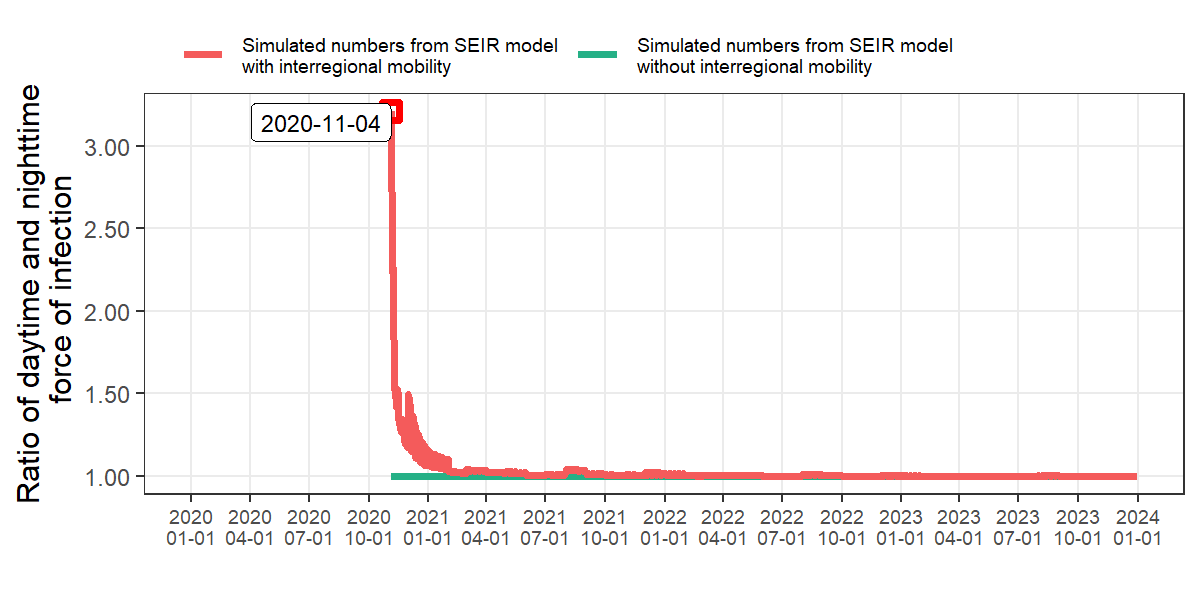 Simulated numbers from SEIR model
with interregional mobility
Simulated numbers from SEIR model
without interregional mobility
Ratio of daytime and nighttime
force of infection
2020-11-04
3.00
2.50
2.00
1.50
1.00
2020 2020 2020 2020 2021 2021 2021 2021 2022 2022 2022 2022 2023 2023 2023 2023 2024
01-01 04-01 07-01 10-01 01-01 04-01 07-01 10-01 01-01 04-01 07-01 10-01 01-01 04-01 07-01 10-01 01-01